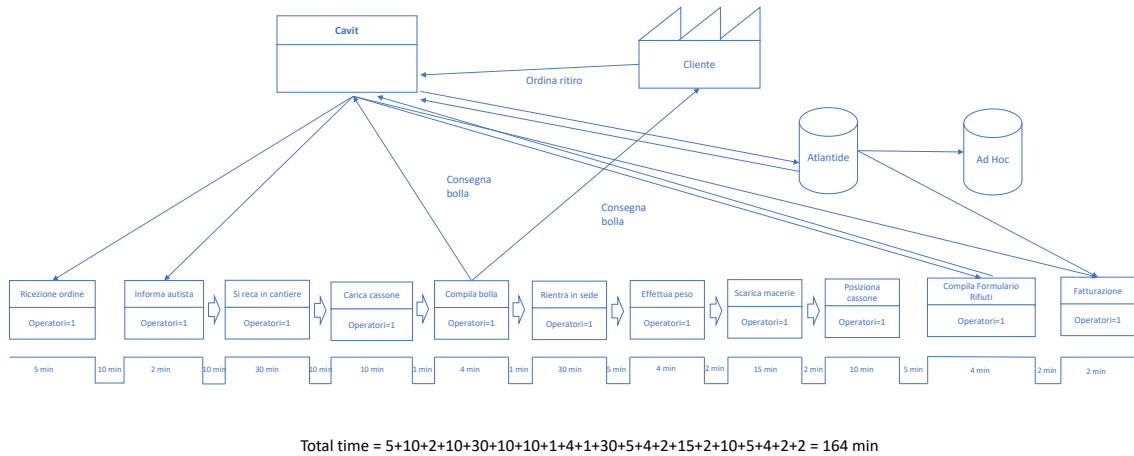 Cavit
Cliente
Ordina ritiro
Atlantide
Ad Hoc
Consegna
bolla
Consegna
bolla
Ricezione ordine
Operatori=1
Informa autista
Operatori=1
Si reca in cantiere
Operatori=1
Carica cassone
Operatori=1
Compila bolla
Operatori=1
Rientra in sede
Operatori=1
Effettua peso
Operatori=1
Scarica macerie
Operatori=1
Posiziona
cassone
Operatori=1
Compila Formulario
Rifiuti
Operatori=1
Fatturazione
Operatori=1
5 min
10 min
2 min
10 min
30 min
10 min
10 min
1 min
4 min
1 min
30 min
5 min
4 min
2 min
15 min
2 min
10 min
5 min
4 min
2 min
2 min
Total time = 5+10+2+10+30+10+10+1+4+1+30+5+4+2+15+2+10+5+4+2+2 = 164 min